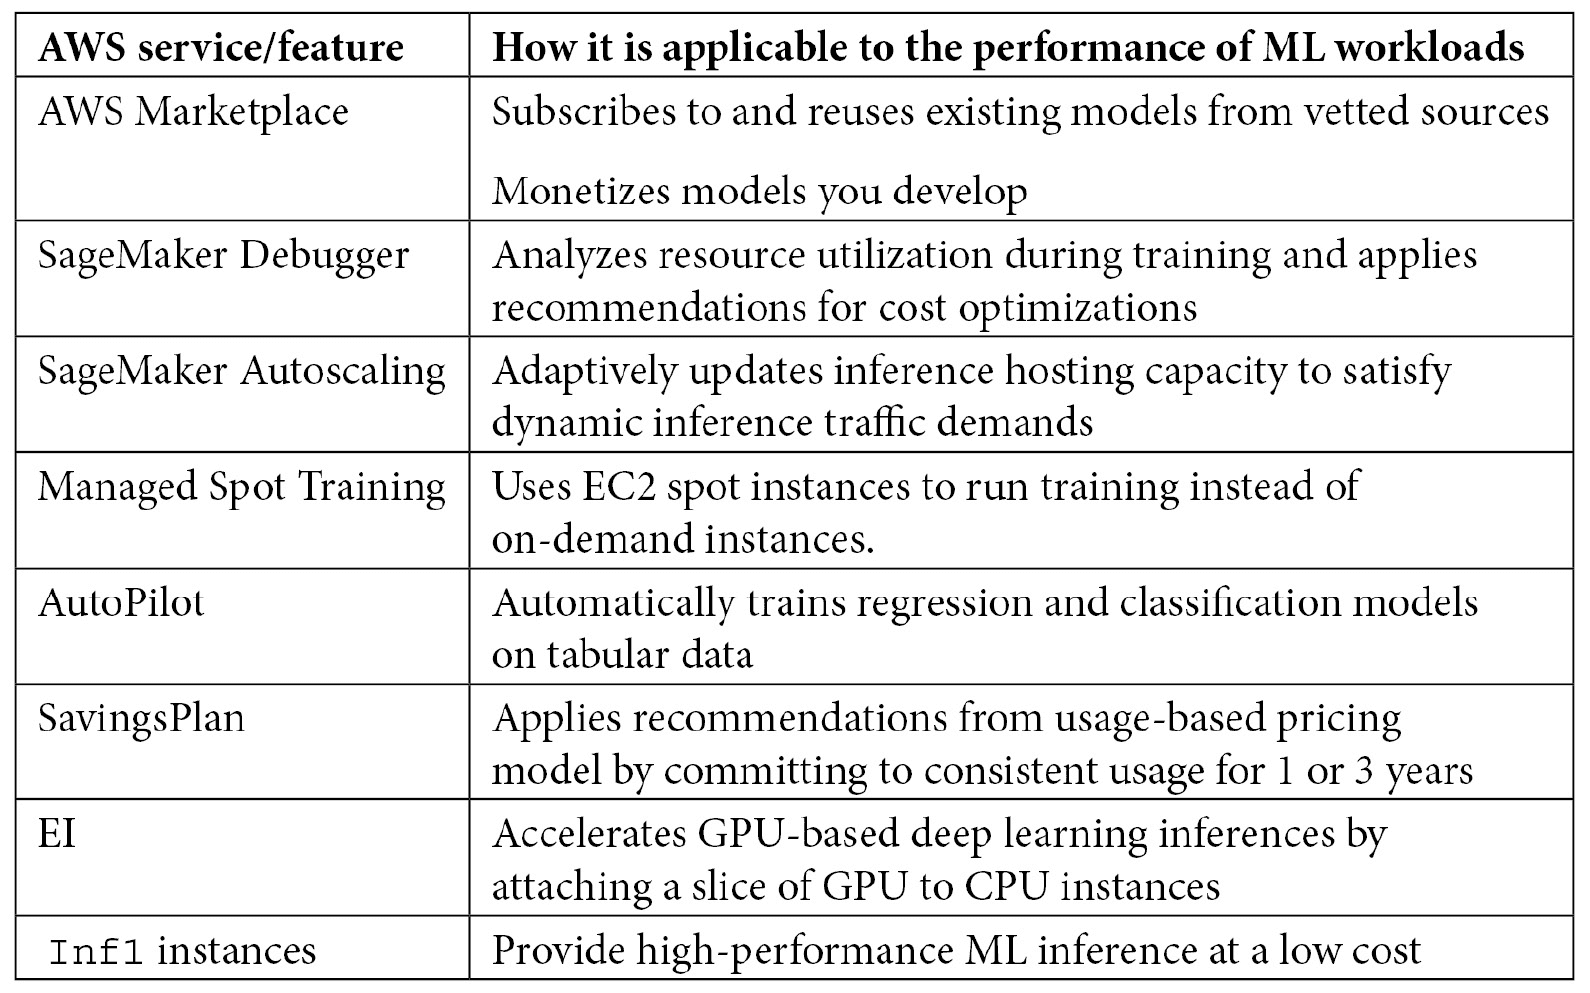 AWS service/feature
How it is applicable to the performance of ML workloads
AWS Marketplace
Subscribes to and reuses existing models from vetted sources
Monetizes models you develop
SageMaker Debugger
Analyzes resource utilization during training and applies
recommendations for cost optimizations
SageMaker Autoscaling
Adaptively updates inference hosting capacity to satisfy
dynamic inference traffic demands
Managed Spot Training
Uses EC2 spot instances to run training instead of
on-demand instances.
AutoPilot
Automatically trains regression and classification models
on tabular data
SavingsPlan
Applies recommendations from usage-based pricing
model by committing to consistent usage for 1 or 3 years
EI
Accelerates GPU-based deep learning inferences by
attaching a slice of GPU to CPU instances
Inf1 instances
Provide high-performance ML inference at a low cost